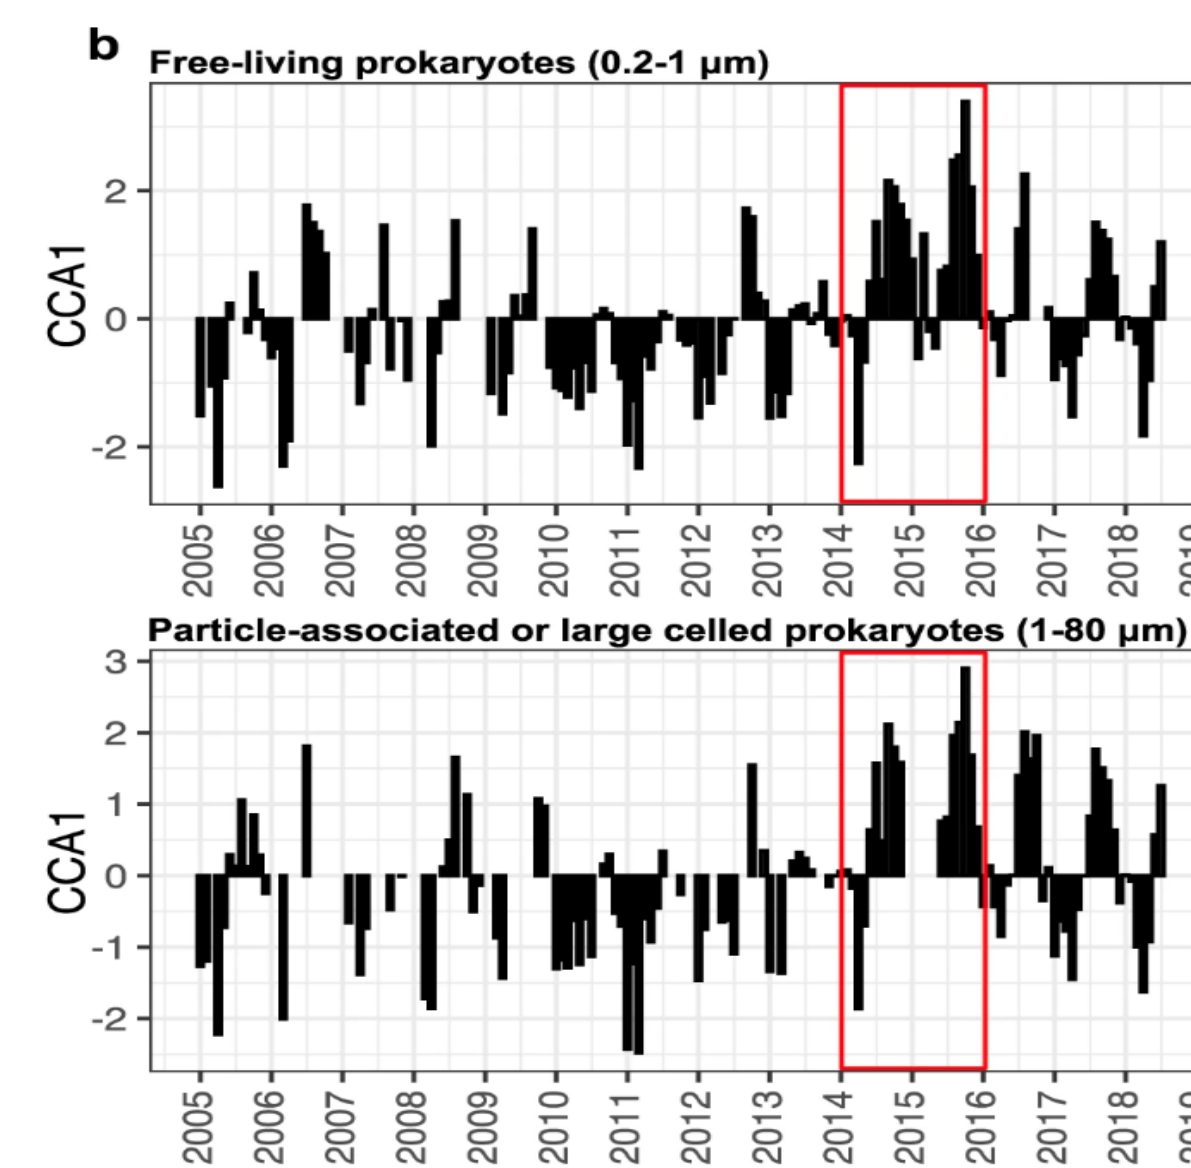 b
Free-living prokaryotes (0.2-1 µm)
CCA1
2
0
-2
2005 2006 2007 2008 2009 2010 2011 2012 2013 2014 2015 2016 2017 2018
Particle-associated or large celled prokaryotes (1-80 µm)
CCA1
3
2
1
0
-1
-2
2005 2006 2007 2008 2009 2010 2011 2012 2013 2014 2015 2016 2017 2018